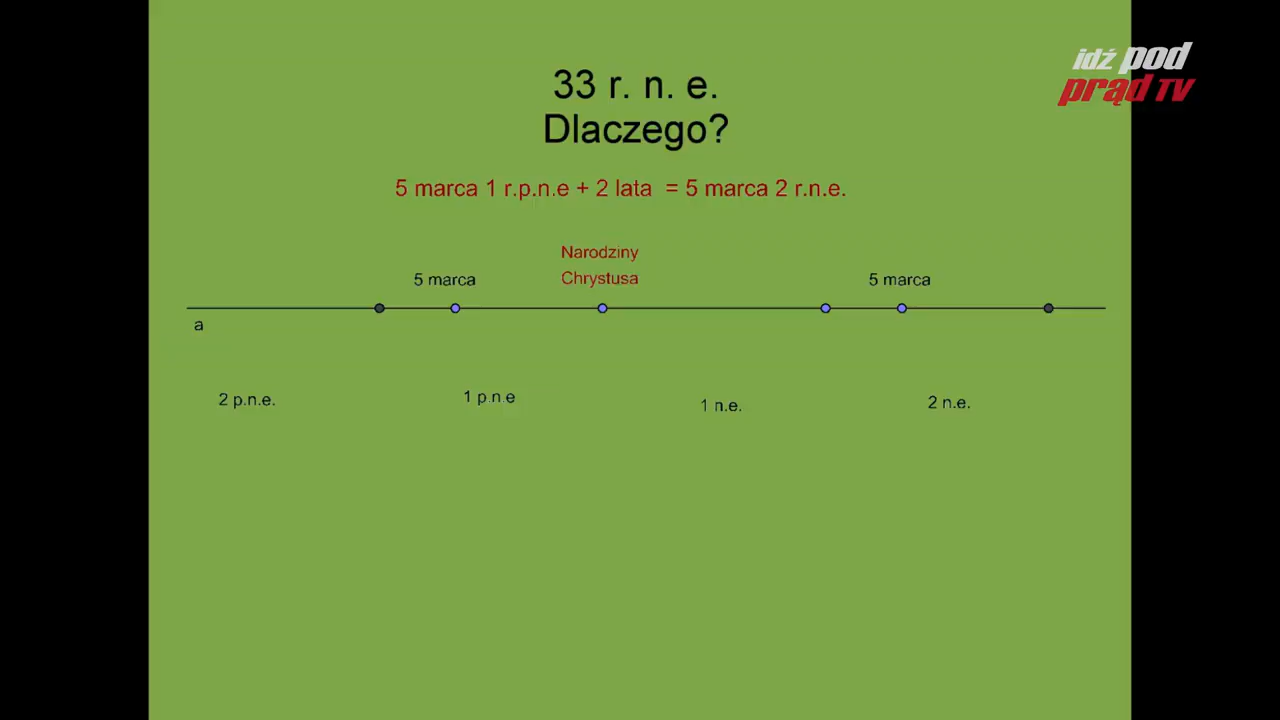 idź pod
prąd TV
33 r. n. e.
Dlaczego?
5 marca 1 r.p.n.e + 2 lata = 5 marca 2 r.n.e.
Narodziny
Chrystusa
5 marca
5 marca
a
2 p.n.e.
1 p.n.e
1 n.e.
2 n.e.